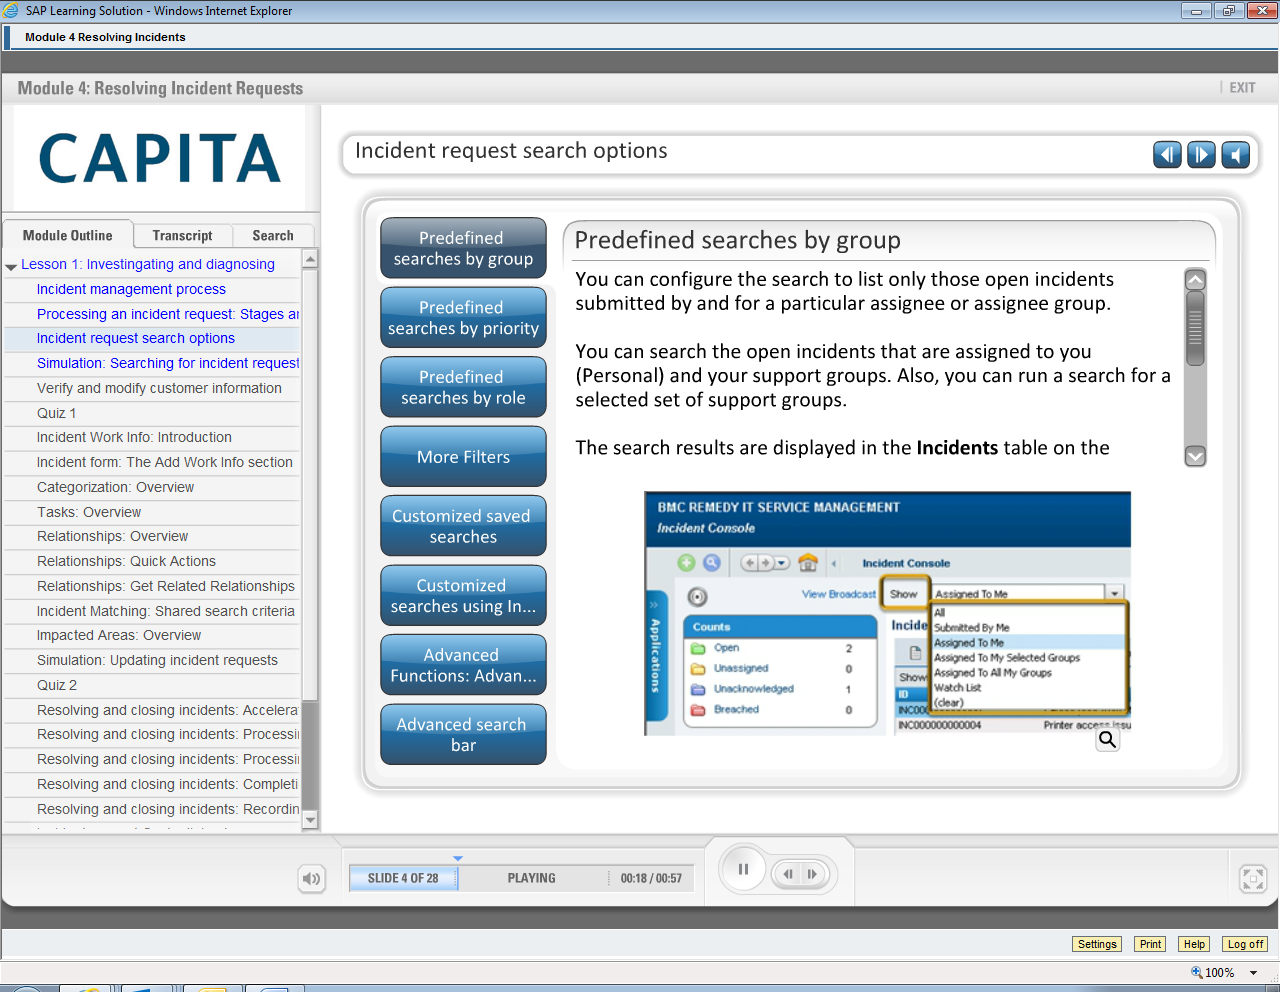 SAP Learning Solution - Windows Internet Explorer
Module 4 Resolving Incidents
Module 4: Resolving Incident Requests
EXIT
CAPITA
Module Outline
Transcript
Search
Lesson 1: Investingating and diagnosing
Incident management process
Processing an incident request: Stages ar
Incident request search options
Simulation: Searching for incident request
Verify and modify customer information
Quiz 1
Incident Work Info: Introduction
Incident form: The Add Work Info section
Categorization: Overview
Tasks: Overview
Relationships: Overview
Relationships: Quick Actions
Relationships: Get Related Relationships
Incident Matching: Shared search criteria
Impacted Areas: Overview
Simulation: Updating incident requests
Quiz 2
Resolving and closing incidents: Accelera
Resolving and closing incidents: Processi
Resolving and closing incidents: Processi
Resolving and closing incidents: Completi
Resolving and closing incidents: Recordin
Incident request search options
Predefined
searches by group
Predefined
searches by priority
Predefined
searches by role
More Filters
Customized saved
searches
Customized
searches using In...
Advanced
Functions: Advan...
Advanced search
bar
Predefined searches by group
You can configure the search to list only those open incidents
submitted by and for a particular assignee or assignee group.
You can search the open incidents that are assigned to you
(Personal) and your support groups. Also, you can run a search for a
selected set of support groups.
The search results are displayed in the Incidents table on the
BMC REMEDY IT SERVICE MANAGEMENT
Incident Console
Incident Console
View Broadcast
Show
Assigned To Me
All
Submitted By Me
Assigned To Me
Assigned To My Selected Groups
Assigned To All My Groups
Watch List
(clear)
Applications
Counts
Open 2
Unassigned 0
Unacknowledged 1
Breached 0
Incide
Show
ID
INC000
INC000000000004 Printer access issu
SLIDE 4 OF 28
PLAYING
00:18 / 00:57
Settings
Print
Help
Log off
100%